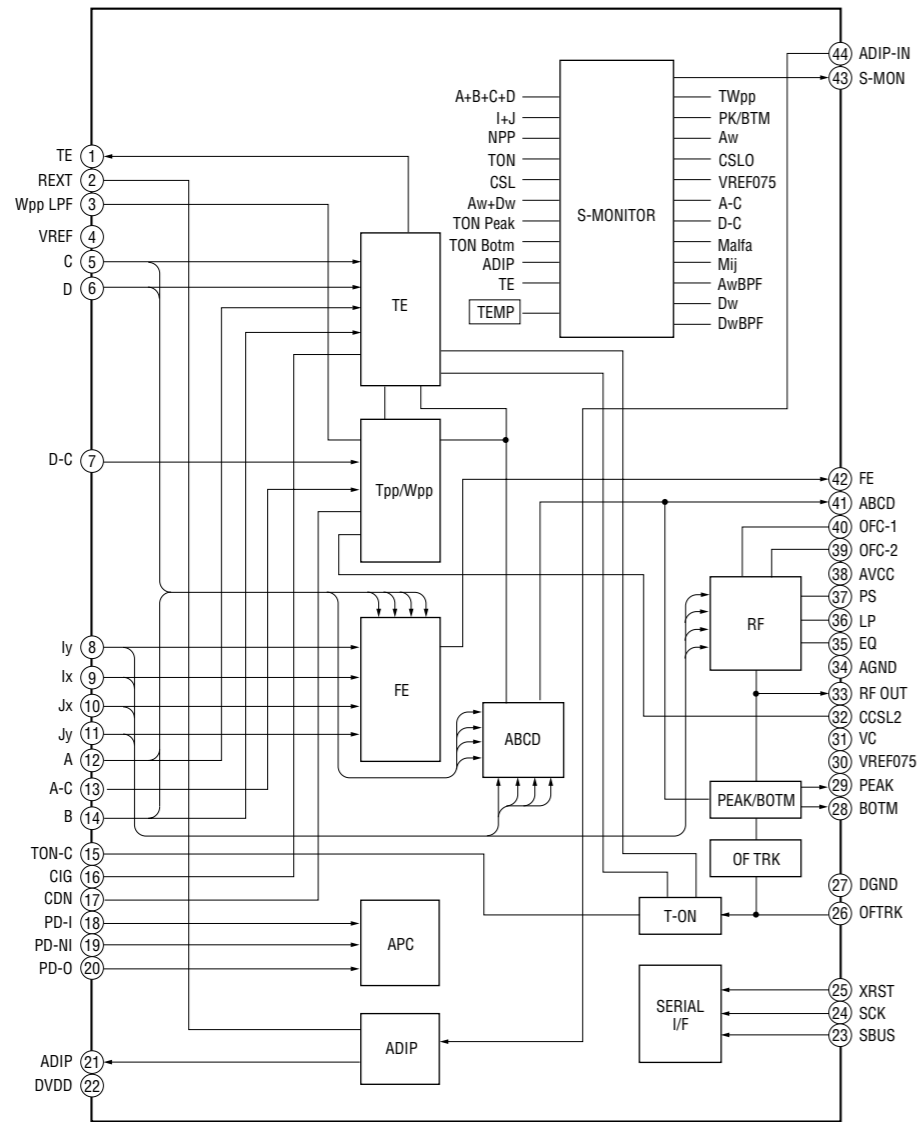 TE 1
REXT 2
Wpp LPF 3
VREF 4
C 5
D 6
D-C 7
Iy 8
Ix 9
Jx 10
Jy 11
A 12
A-C 13
B 14
TON-C 15
CIG 16
CDN 17
PD-I 18
PD-NI 19
PD-O 20
ADIP 21
DVDD 22
TE
Tpp/Wpp
FE
ABCD
APC
ADIP
A+B+C+D
I+J
NPP
TON
CSL
Aw+Dw
TON Peak
TON Botm
ADIP
TE
TEMP
S-MONITOR
TWpp
PK/BTM
Aw
CSLO
VREF075
A-C
D-C
Malfa
Mij
AwBPF
Dw
DwBPF
RF
PEAK/BOTM
OF TRK
T-ON
SERIAL
I/F
44 ADIP-IN
43 S-MON
42 FE
41 ABCD
40 OFC-1
39 OFC-2
38 AVCC
37 PS
36 LP
35 EQ
34 AGND
33 RF OUT
32 CCSL2
31 VC
30 VREF075
29 PEAK
28 BOTM
27 DGND
26 OFTRK
25 XRST
24 SCK
23 SBUS